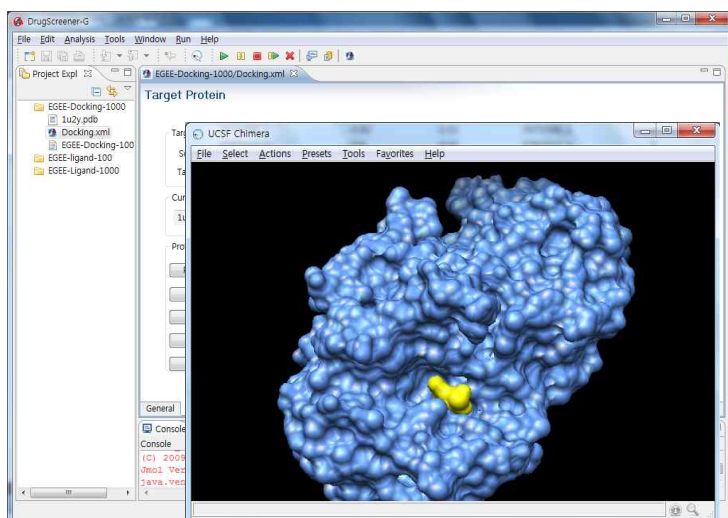 DrugScreener-G
File Edit Analysis Tools Window Run Help
Project Expl
EGEE-Docking-1000/Docking.xml
EGEE-Docking-1000
1u2y.pdb
Docking.xml
EGEE-Docking-100
EGEE-ligand-100
EGEE-Ligand-1000
Target Protein
UCSF Chimera
File Select Actions Presets Tools Favorites Help
General
Console
Console
(C) 2009
Jmol Ver
java.ven